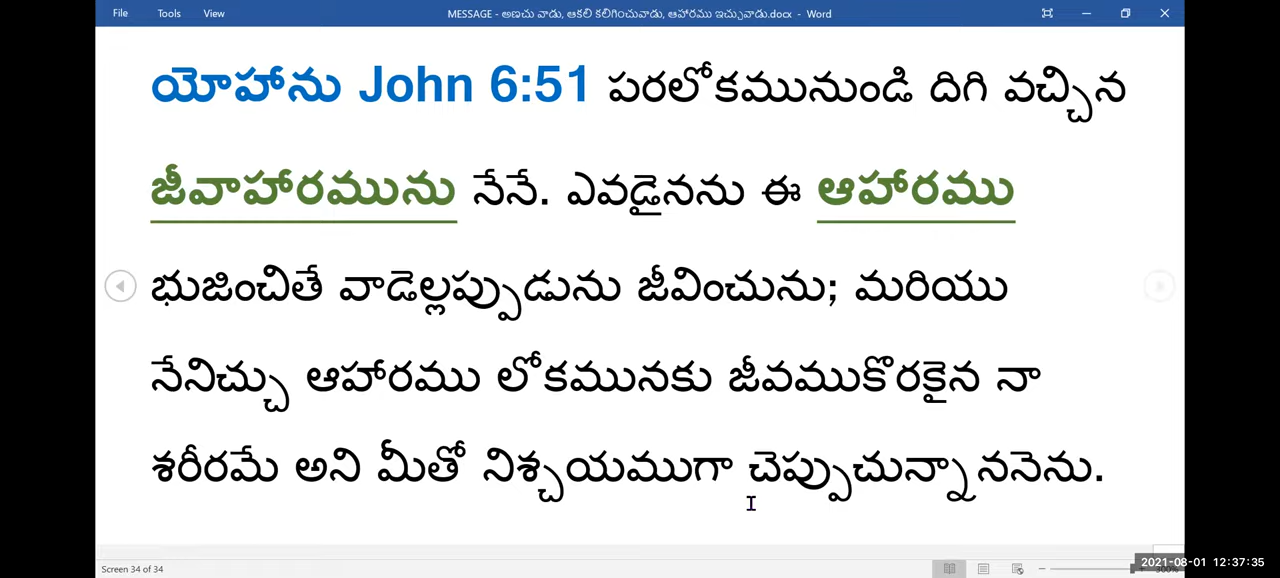 File Tools View MESSAGE - అణచు వాడు, ఆకలి కలిగించువాడు, ఆహారము ఇచ్చువాడు.docx - Word
యోహాను John 6:51 పరలోకమునుండి దిగి వచ్చిన
జీవాహారమును నేనే. ఎవడైనను ఈ ఆహారము
భుజించితే వాడెల్లప్పుడును జీవించును; మరియు
నేనిచ్చు ఆహారము లోకమునకు జీవముకొరకైన నా
శరీరమే అని మీతో నిశ్చయముగా చెప్పుచున్నాననెను.
2021-08-01 12:37:35
Screen 34 of 34